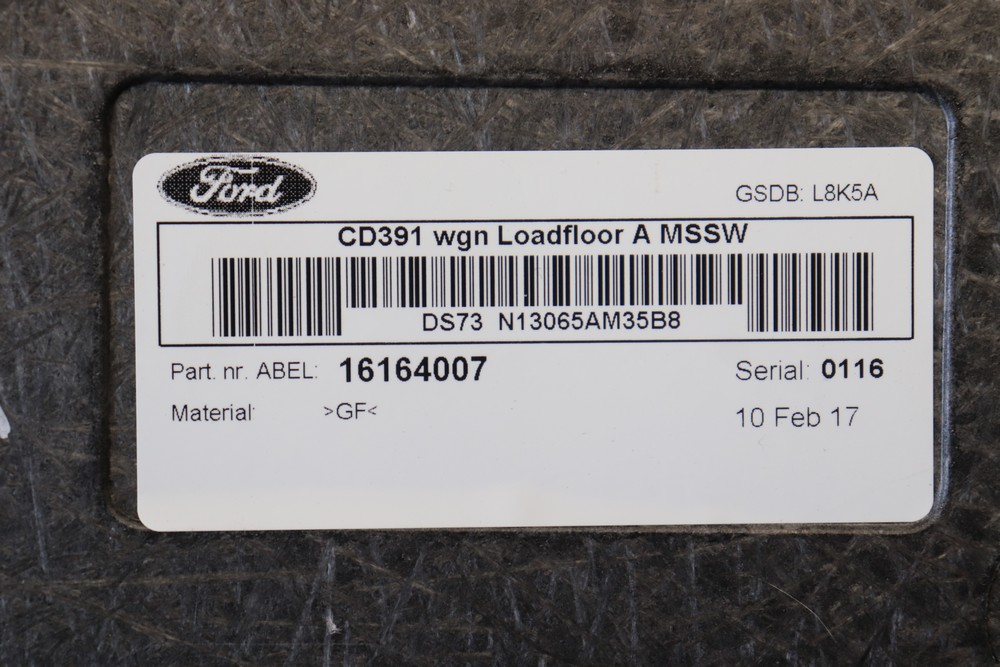 Ford
GSDB: L8K5A
CD391 wgn Loadfloor A MSSW
DS73 N13065AM35B8
Part. nr. ABEL: 16164007
Serial: 0116
Material: >GF<
10 Feb 17